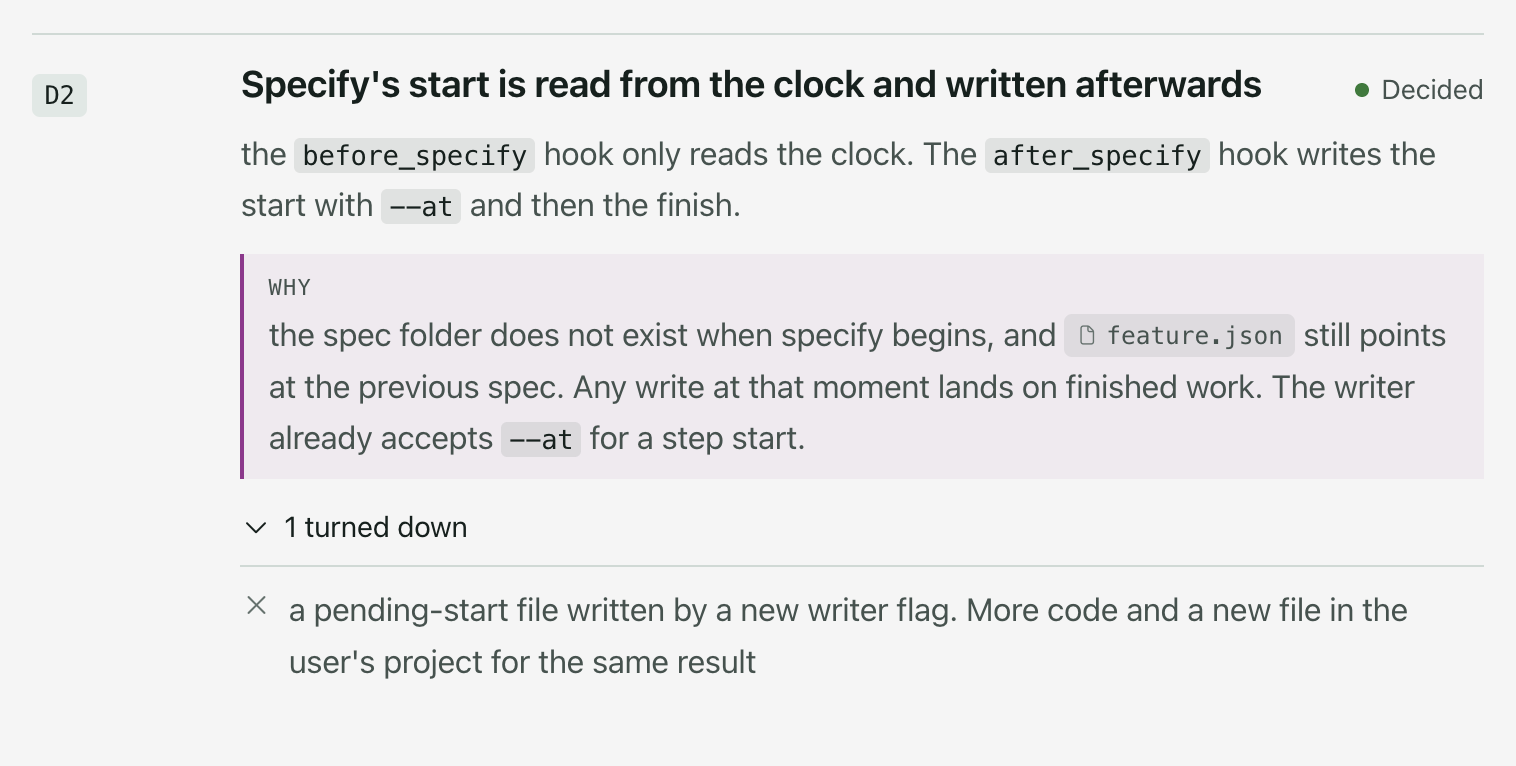 D2
Specify's start is read from the clock and written afterwards
Decided
the before_specify hook only reads the clock. The after_specify hook writes the
start with --at and then the finish.
WHY
the spec folder does not exist when specify begins, and feature.json still points
at the previous spec. Any write at that moment lands on finished work. The writer
already accepts --at for a step start.
1 turned down
a pending-start file written by a new writer flag. More code and a new file in the
user's project for the same result